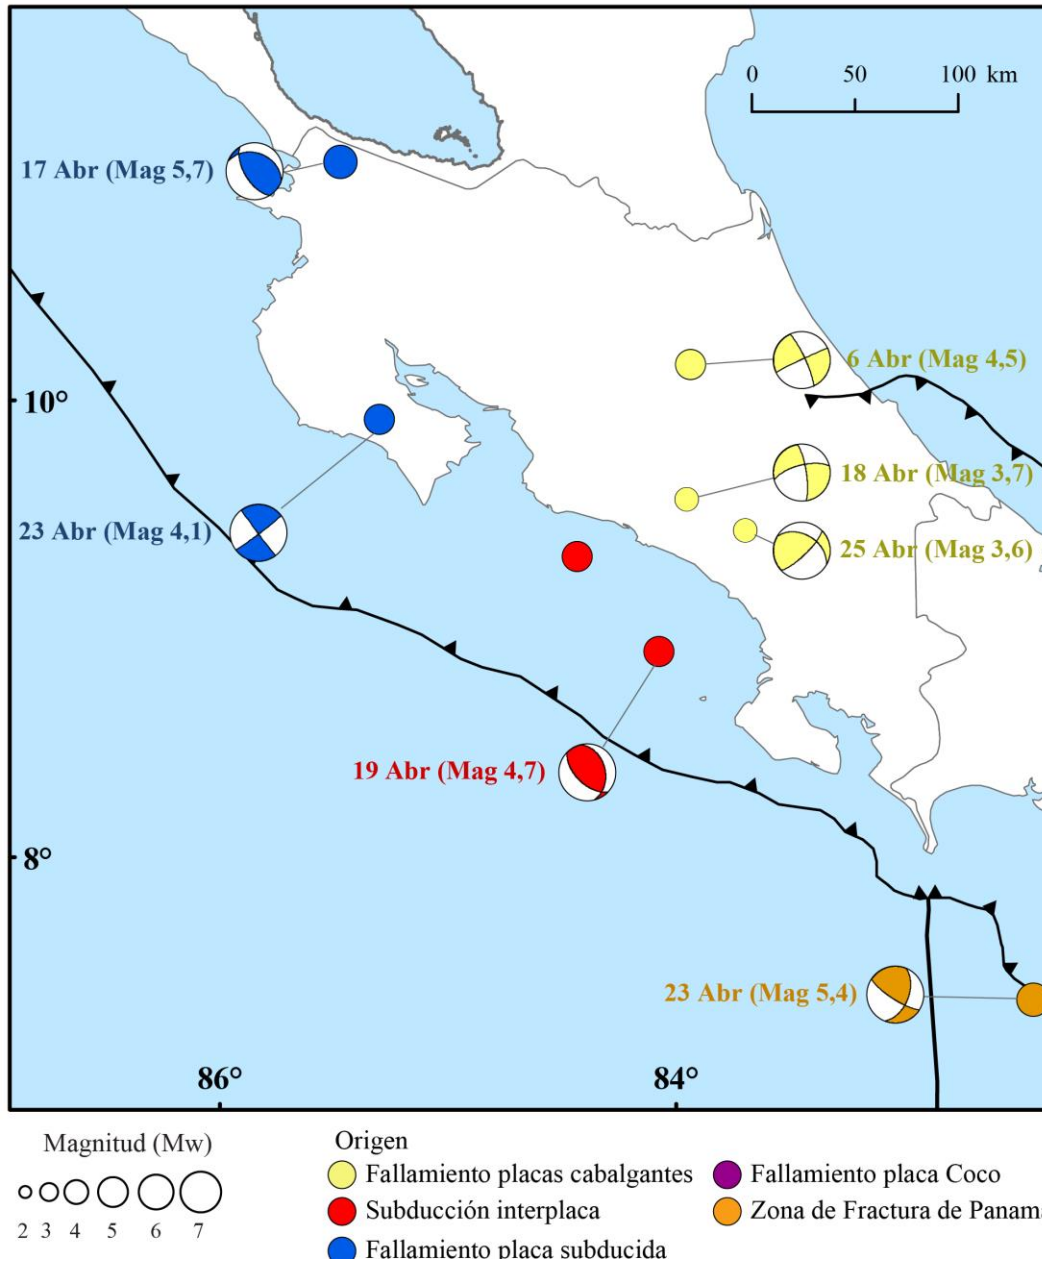 0 50 100 km
17 Abr (Mag 5,7)
6 Abr (Mag 4,5)
10°
18 Abr (Mag 3,7)
23 Abr (Mag 4,1)
25 Abr (Mag 3,6)
19 Abr (Mag 4,7)
8°
23 Abr (Mag 5,4)
86° 84°
Magnitud (Mw)
2 3 4 5 6 7
Origen
Fallamiento placas cabalgantes
Subducción interplaca
Fallamiento placa subducida
Fallamiento placa Coco
Zona de Fractura de Panamá